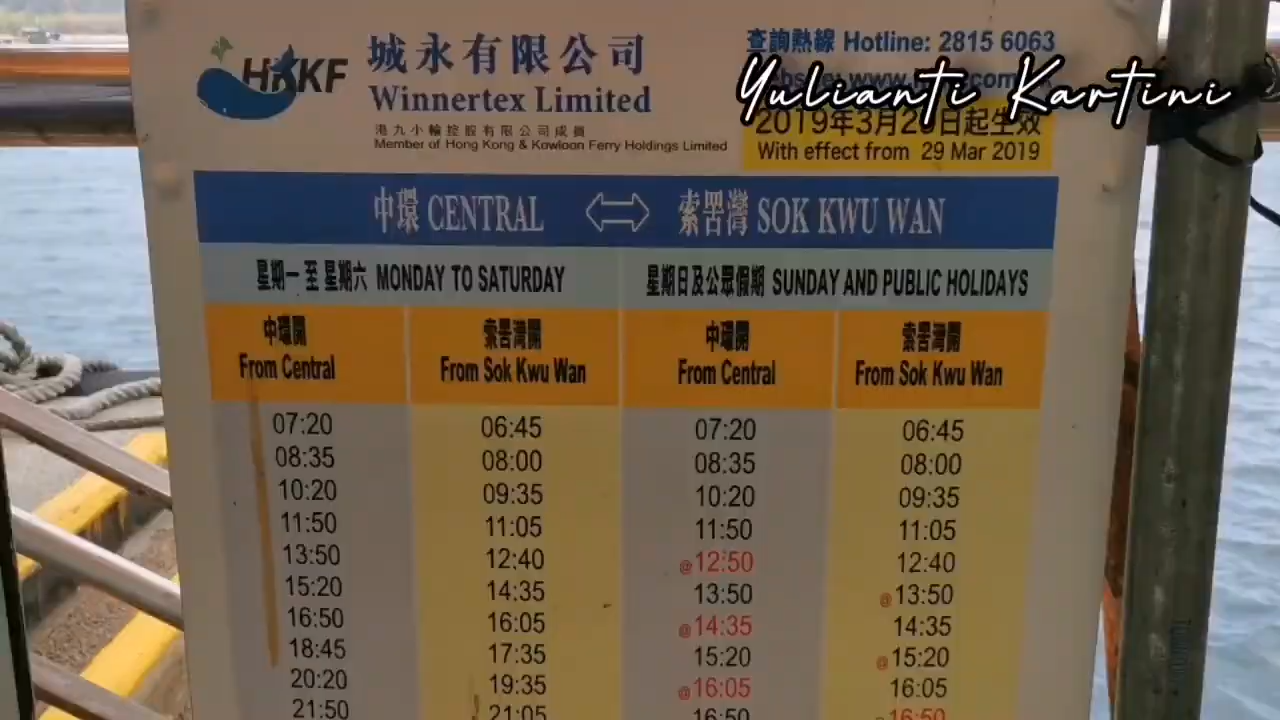 HKKF 城永有限公司 查詢熱線 Hotline: 2815 6063
Winnertex Limited www. .com
Yulianti Kartini
港九小輪控股有限公司成員 2019年3月29日起生效
Member of Hong Kong & Kowloon Ferry Holdings Limited With effect from 29 Mar 2019
中環 CENTRAL ⇔ 索罟灣 SOK KWU WAN
星期一至星期六 MONDAY TO SATURDAY 星期日及公眾假期 SUNDAY AND PUBLIC HOLIDAYS
中環開 索罟灣開 中環開 索罟灣開
From Central From Sok Kwu Wan From Central From Sok Kwu Wan
07:20 06:45 07:20 06:45
08:35 08:00 08:35 08:00
10:20 09:35 10:20 09:35
11:50 11:05 11:50 11:05
13:50 12:40 @12:50 12:40
15:20 14:35 13:50 @13:50
16:50 16:05 @14:35 14:35
18:45 17:35 15:20 @15:20
20:20 19:35 @16:05 16:05
21:50 21:05 16:50 @16:50